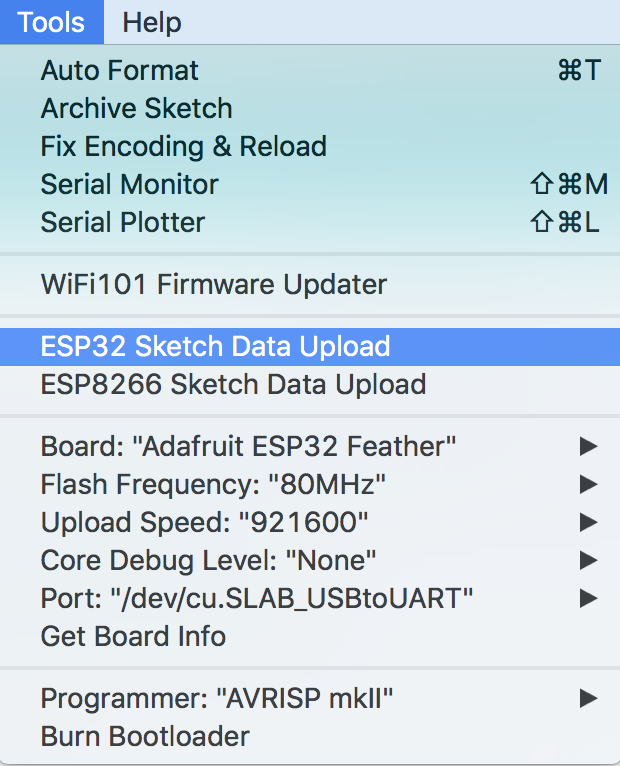 Tools Help
Auto Format ⌘T
Archive Sketch
Fix Encoding & Reload
Serial Monitor ⇧⌘M
Serial Plotter ⇧⌘L
WiFi101 Firmware Updater
ESP32 Sketch Data Upload
ESP8266 Sketch Data Upload
Board: "Adafruit ESP32 Feather" ▶
Flash Frequency: "80MHz" ▶
Upload Speed: "921600" ▶
Core Debug Level: "None" ▶
Port: "/dev/cu.SLAB_USBtoUART" ▶
Get Board Info
Programmer: "AVRISP mkII" ▶
Burn Bootloader